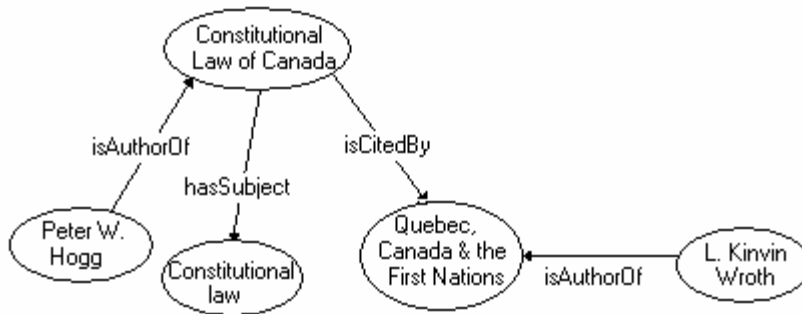 Constitutional
Law of Canada
isAuthorOf
isCitedBy
hasSubject
Peter W.
Hogg
Constitutional
law
Quebec,
Canada & the
First Nations
isAuthorOf
L. Kinvin
Wroth